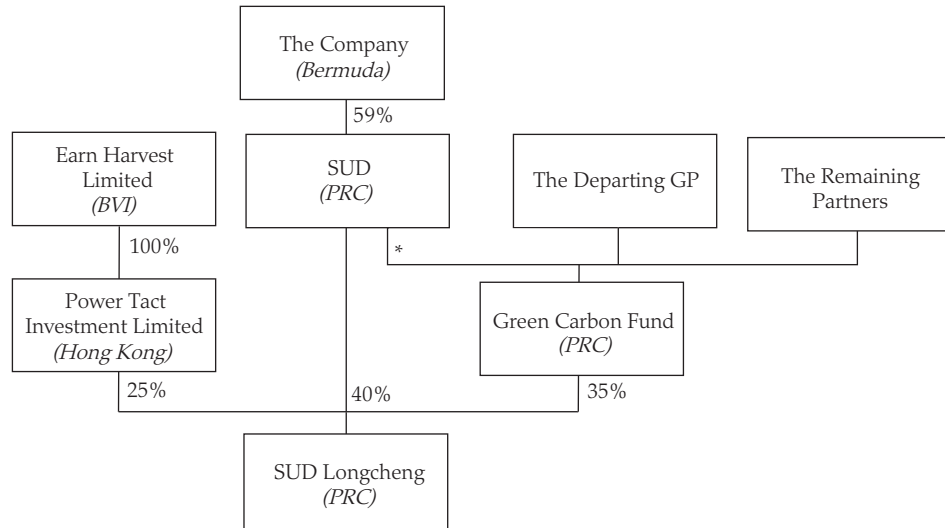 The Company
(Bermuda)
59%
Earn Harvest
Limited
(BVI)
SUD
(PRC)
The Departing GP
The Remaining
Partners
100%
*
Power Tact
Investment Limited
(Hong Kong)
Green Carbon Fund
(PRC)
25%
40%
35%
SUD Longcheng
(PRC)